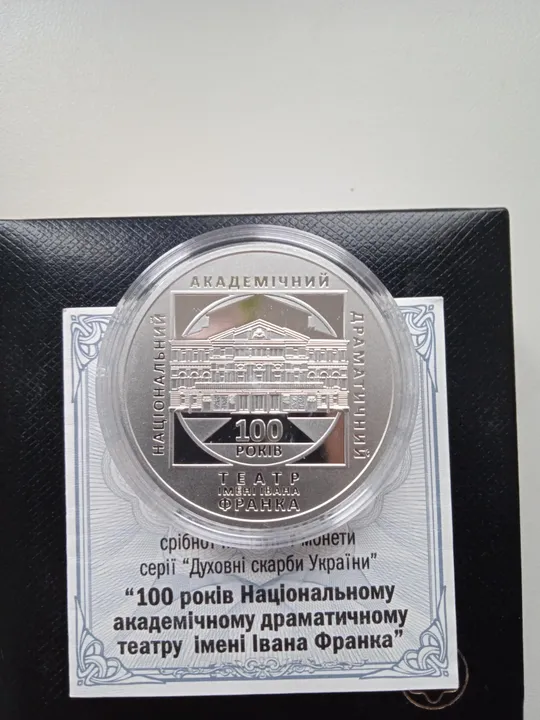 АКАДЕМІЧНИЙ
НАЦІОНАЛЬНИЙ
ДРАМАТИЧНИЙ
100
РОКІВ
ТЕАТР
ІМЕНІ ІВАНА
ФРАНКА
монети
серії "Духовні скарби України"
"100 років Національному
академічному драматичному
театру імені Івана Франка"